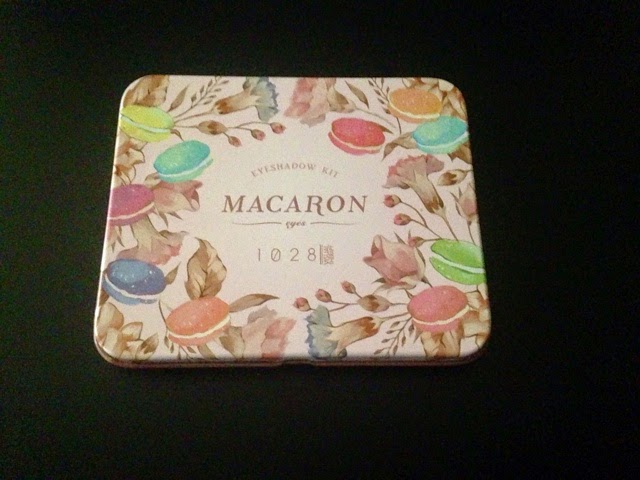 EYESHADOW KIT
MACARON
eyes
1028